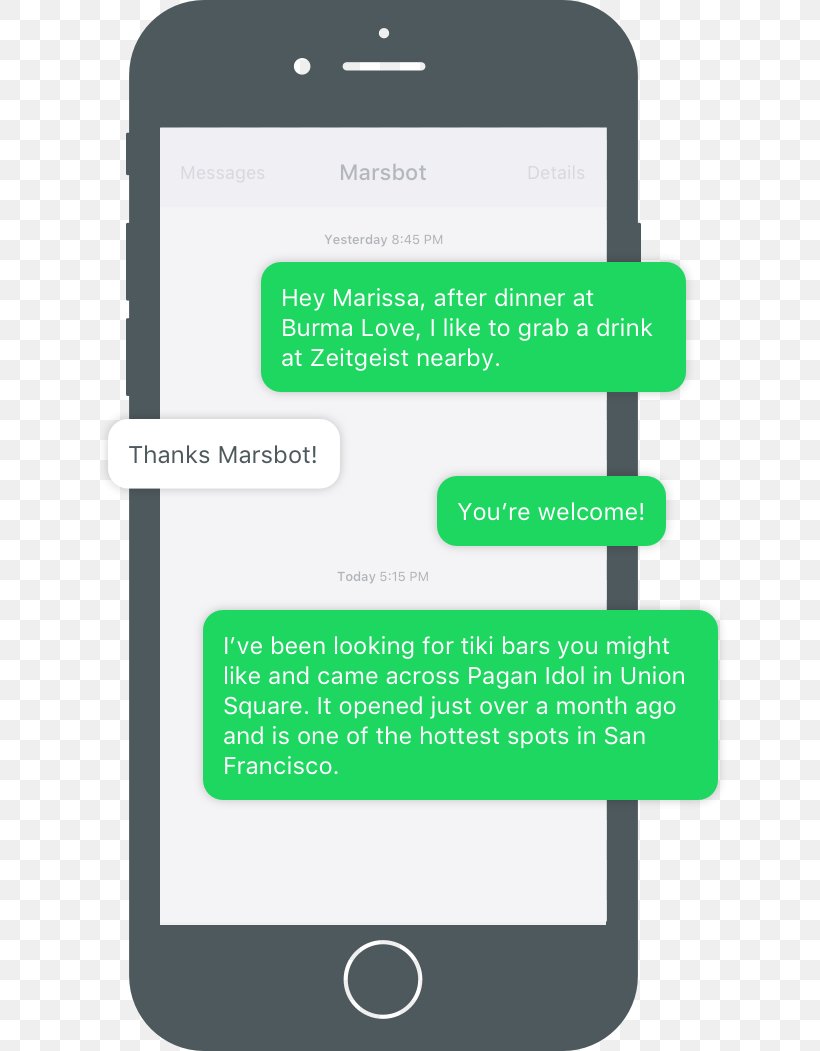 Messages Marsbot Details
Yesterday 8:45 PM
Hey Marissa, after dinner at
Burma Love, I like to grab a drink
at Zeitgeist nearby.
Thanks Marsbot!
You’re welcome!
Today 5:15 PM
I’ve been looking for tiki bars you might
like and came across Pagan Idol in Union
Square. It opened just over a month ago
and is one of the hottest spots in San
Francisco.